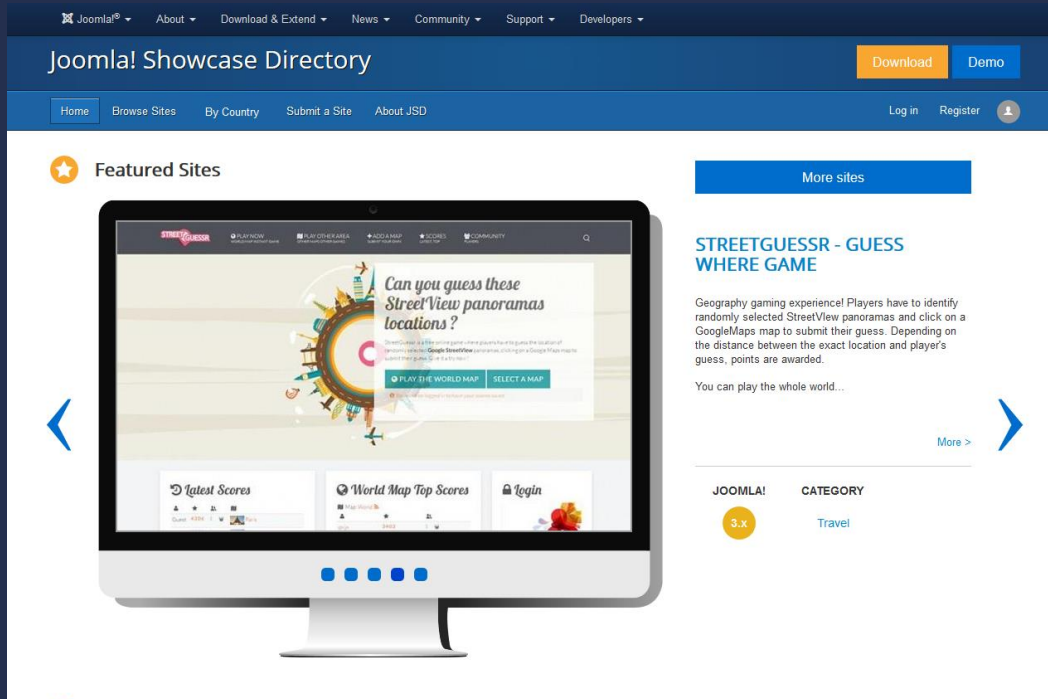 Joomla!® About Download & Extend News Community Support Developers
Joomla! Showcase Directory
Download Demo
Home Browse Sites By Country Submit a Site About JSD Log in Register
Featured Sites
More sites
STREETGUESSR
PLAY NOW PLAY OTHER AREA ADD A MAP SCORES COMMUNITY
Can you guess these
StreetView panoramas
locations ?
PLAY THE WORLD MAP SELECT A MAP
Latest Scores World Map Top Scores Login
STREETGUESSR - GUESS
WHERE GAME
Geography gaming experience! Players have to identify
randomly selected StreetVIew panoramas and click on a
GoogleMaps map to submit their guess. Depending on
the distance between the exact location and player's
guess, points are awarded.
You can play the whole world...
More >
JOOMLA! CATEGORY
3.x Travel